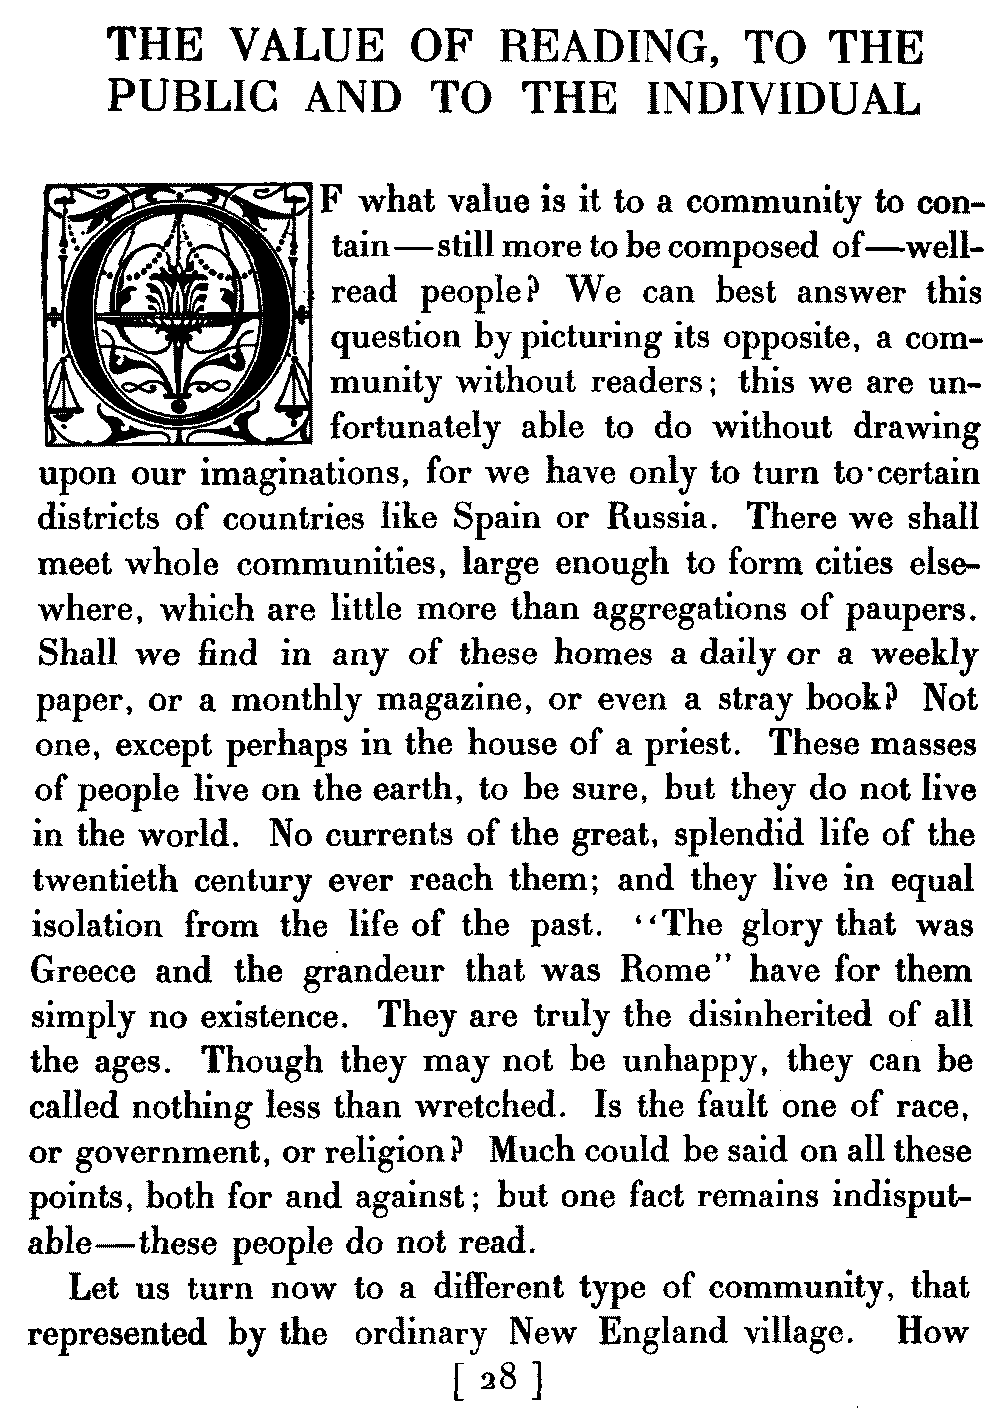 THE VALUE OF READING, TO THE
PUBLIC AND TO THE INDIVIDUAL
OF what value is it to a community to con-
tain—still more to be composed of—well-
read people? We can best answer this
question by picturing its opposite, a com-
munity without readers; this we are un-
fortunately able to do without drawing
upon our imaginations, for we have only to turn to certain
districts of countries like Spain or Russia. There we shall
meet whole communities, large enough to form cities else-
where, which are little more than aggregations of paupers.
Shall we find in any of these homes a daily or a weekly
paper, or a monthly magazine, or even a stray book? Not
one, except perhaps in the house of a priest. These masses
of people live on the earth, to be sure, but they do not live
in the world. No currents of the great, splendid life of the
twentieth century ever reach them; and they live in equal
isolation from the life of the past. “The glory that was
Greece and the grandeur that was Rome” have for them
simply no existence. They are truly the disinherited of all
the ages. Though they may not be unhappy, they can be
called nothing less than wretched. Is the fault one of race,
or government, or religion? Much could be said on all these
points, both for and against; but one fact remains indisput-
able—these people do not read.
Let us turn now to a different type of community, that
represented by the ordinary New England village. How
[ 28 ]